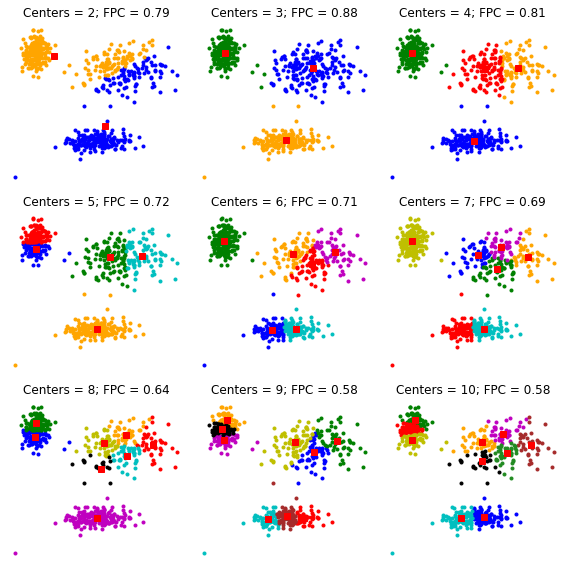 Centers = 2; FPC = 0.79
Centers = 3; FPC = 0.88
Centers = 4; FPC = 0.81
Centers = 5; FPC = 0.72
Centers = 6; FPC = 0.71
Centers = 7; FPC = 0.69
Centers = 8; FPC = 0.64
Centers = 9; FPC = 0.58
Centers = 10; FPC = 0.58